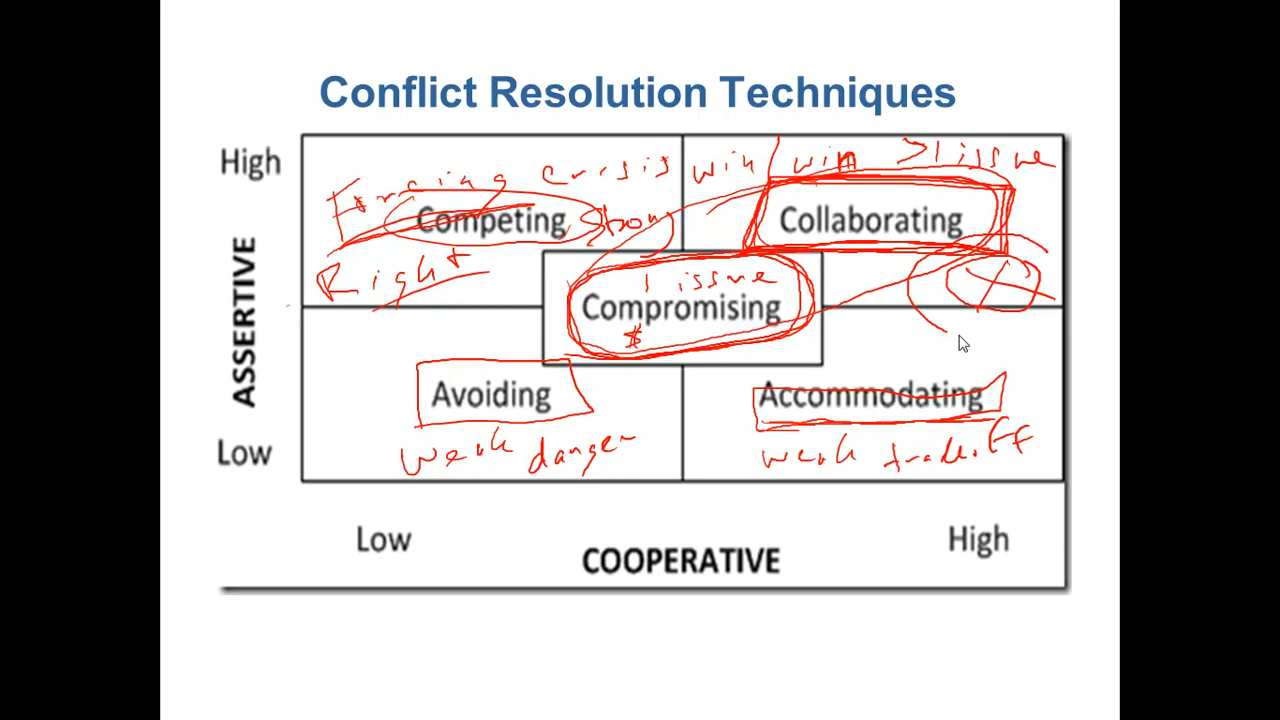 Conflict Resolution Techniques
High
Forcing crisis win/win >1 issue
Competing Strong Collaborating
Right
1 issue
Compromising
$
ASSERTIVE
Avoiding Accommodating
weak danger weak tradeoff
Low
Low High
COOPERATIVE